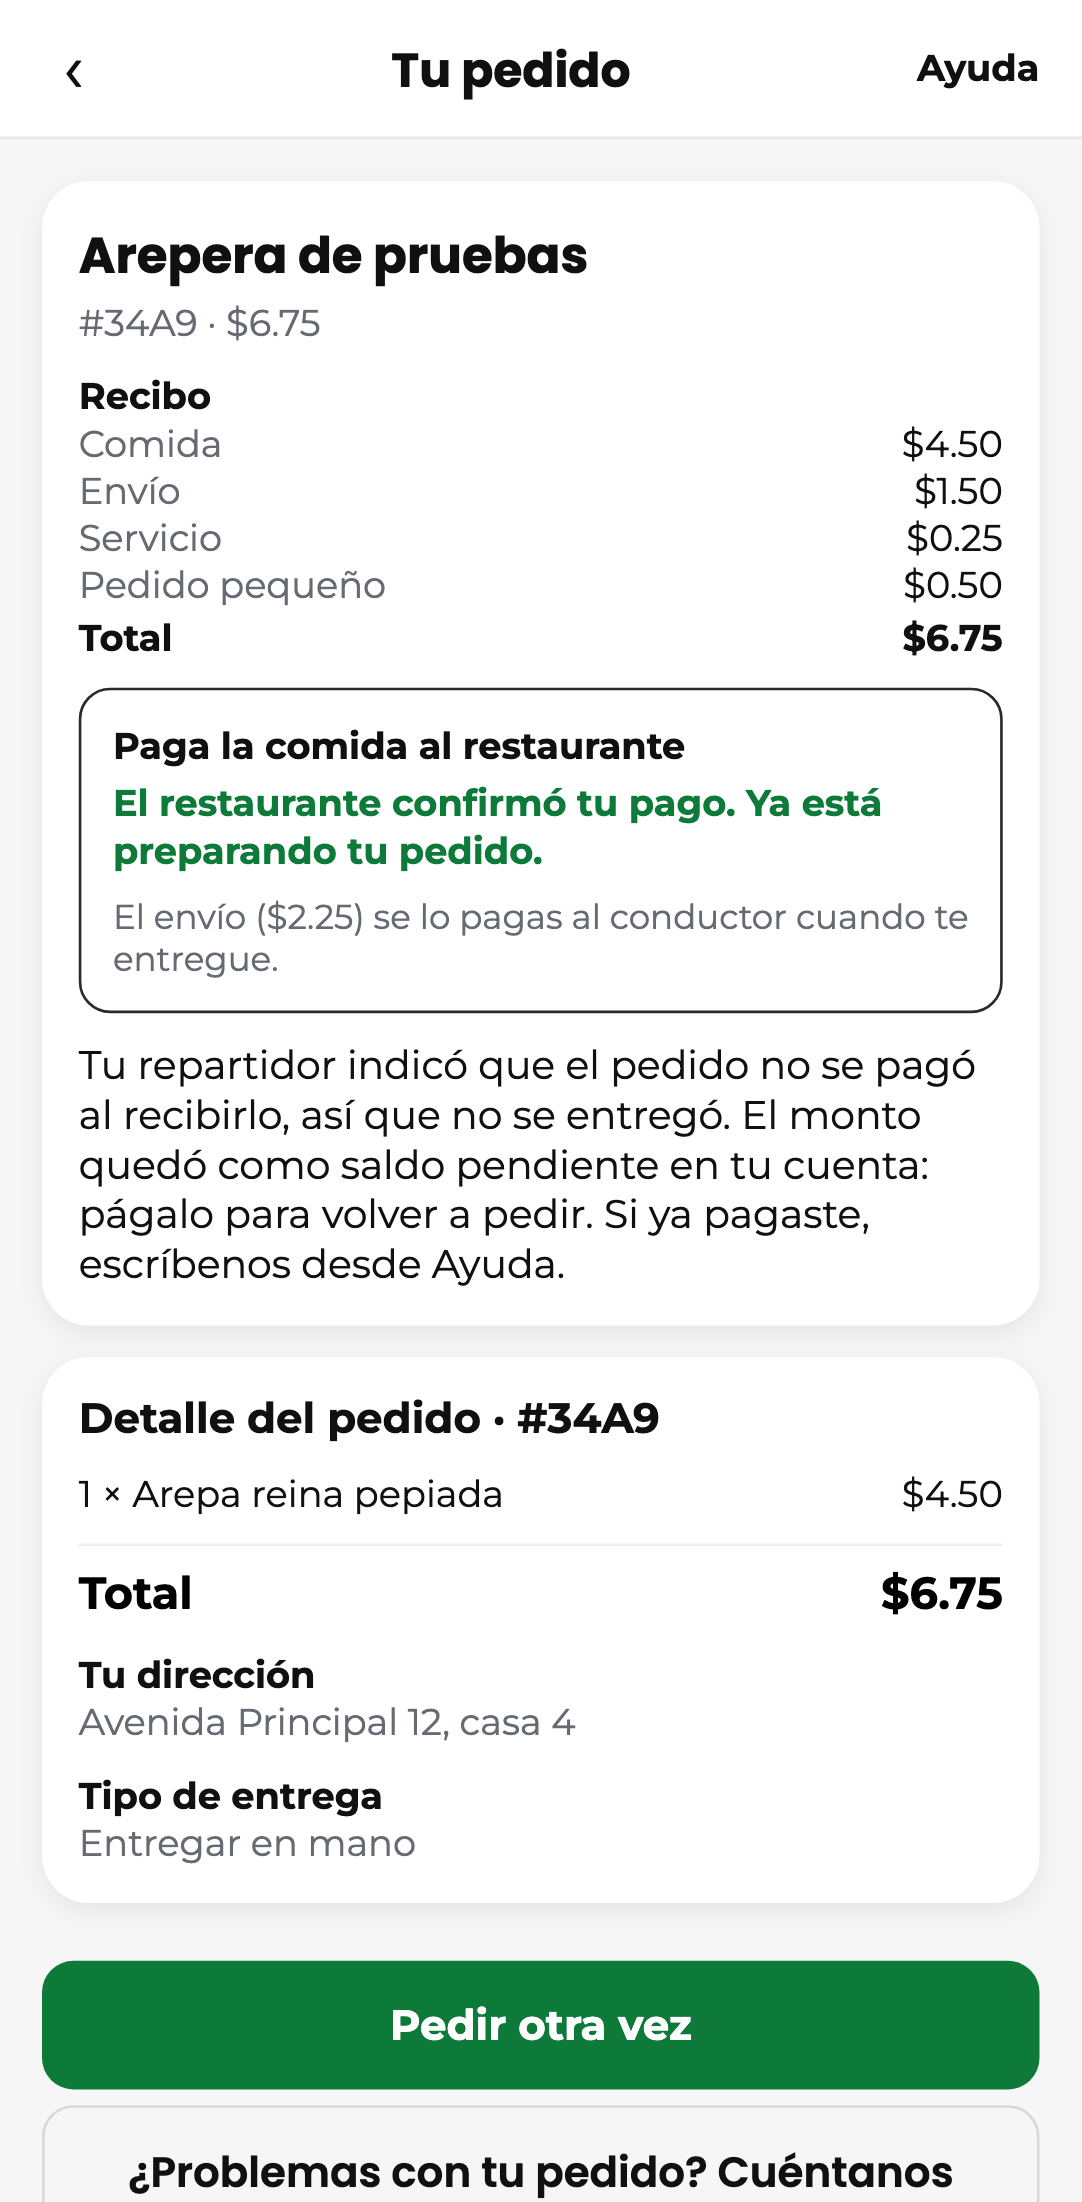 ‹ Tu pedido Ayuda
Arepera de pruebas
#34A9 · $6.75
Recibo
Comida $4.50
Envío $1.50
Servicio $0.25
Pedido pequeño $0.50
Total $6.75
Paga la comida al restaurante
El restaurante confirmó tu pago. Ya está
preparando tu pedido.
El envío ($2.25) se lo pagas al conductor cuando te
entregue.
Tu repartidor indicó que el pedido no se pagó
al recibirlo, así que no se entregó. El monto
quedó como saldo pendiente en tu cuenta:
págalo para volver a pedir. Si ya pagaste,
escríbenos desde Ayuda.
Detalle del pedido · #34A9
1 × Arepa reina pepiada $4.50
Total $6.75
Tu dirección
Avenida Principal 12, casa 4
Tipo de entrega
Entregar en mano
Pedir otra vez
¿Problemas con tu pedido? Cuéntanos